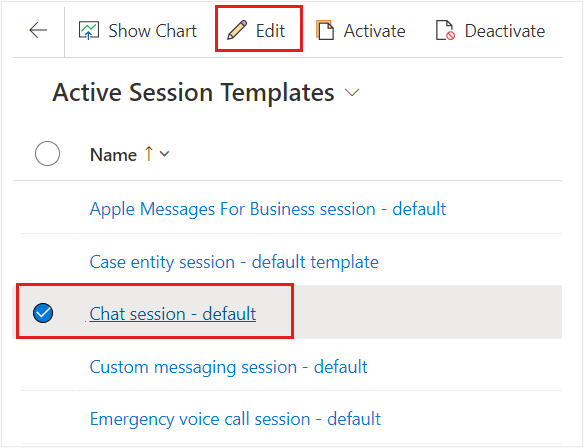 Show Chart Edit Activate Deactivate
Active Session Templates
Name
Apple Messages For Business session - default
Case entity session - default template
Chat session - default
Custom messaging session - default
Emergency voice call session - default